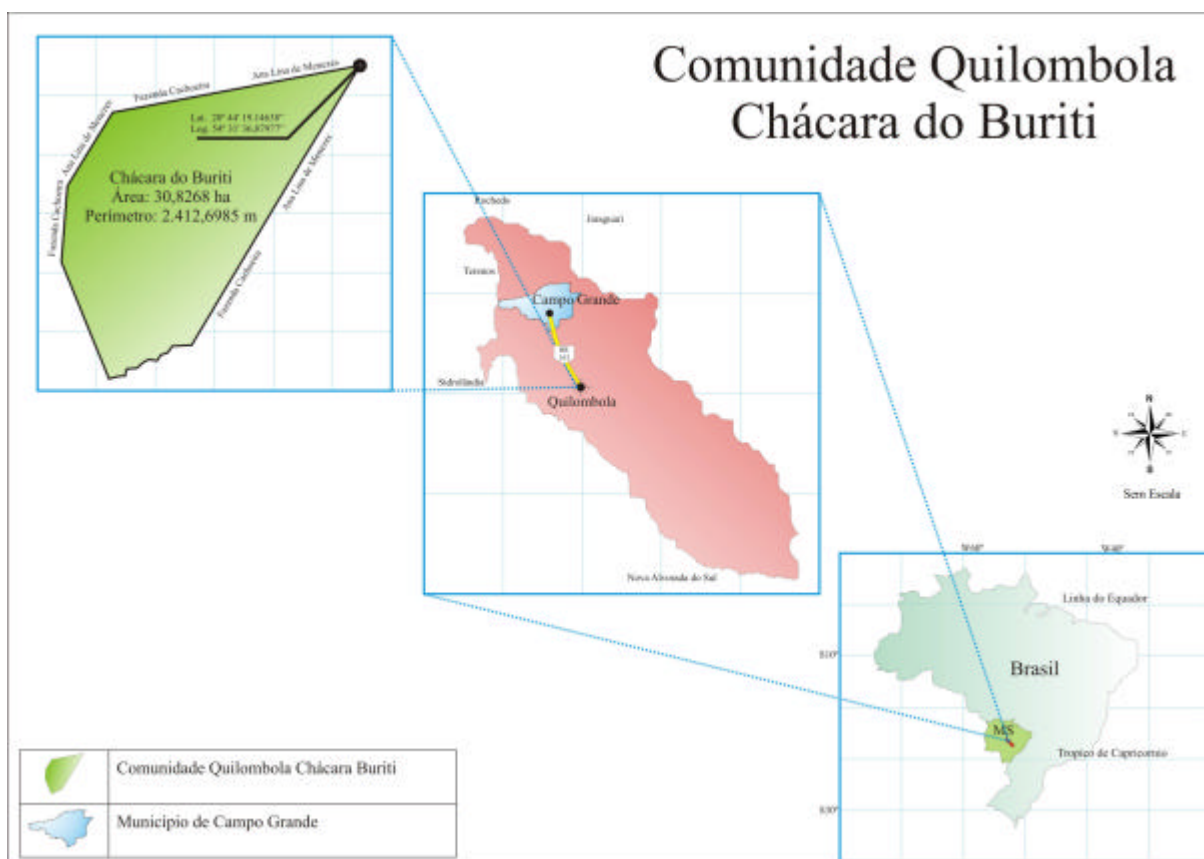 Comunidade Quilombola
Chácara do Buriti
Ana Lina de Menezes
Fazenda Cachoeira
Ana Lina de Menezes
Fazenda Cachoeira
Ana Lina de Menezes
Fazenda Cachoeira
Chácara do Buriti
Área: 30,8268 ha
Perímetro: 2.412,6985 m
Rochedo
Jaraguari
Terenos
Campo Grande
BR
Sidrolândia
Quilombola
Nova Alvorada do Sul
N
Sem Escala
Linha do Equador
Brasil
MS
Tropico de Capricornio
Comunidade Quilombola Chácara Buriti
Município de Campo Grande